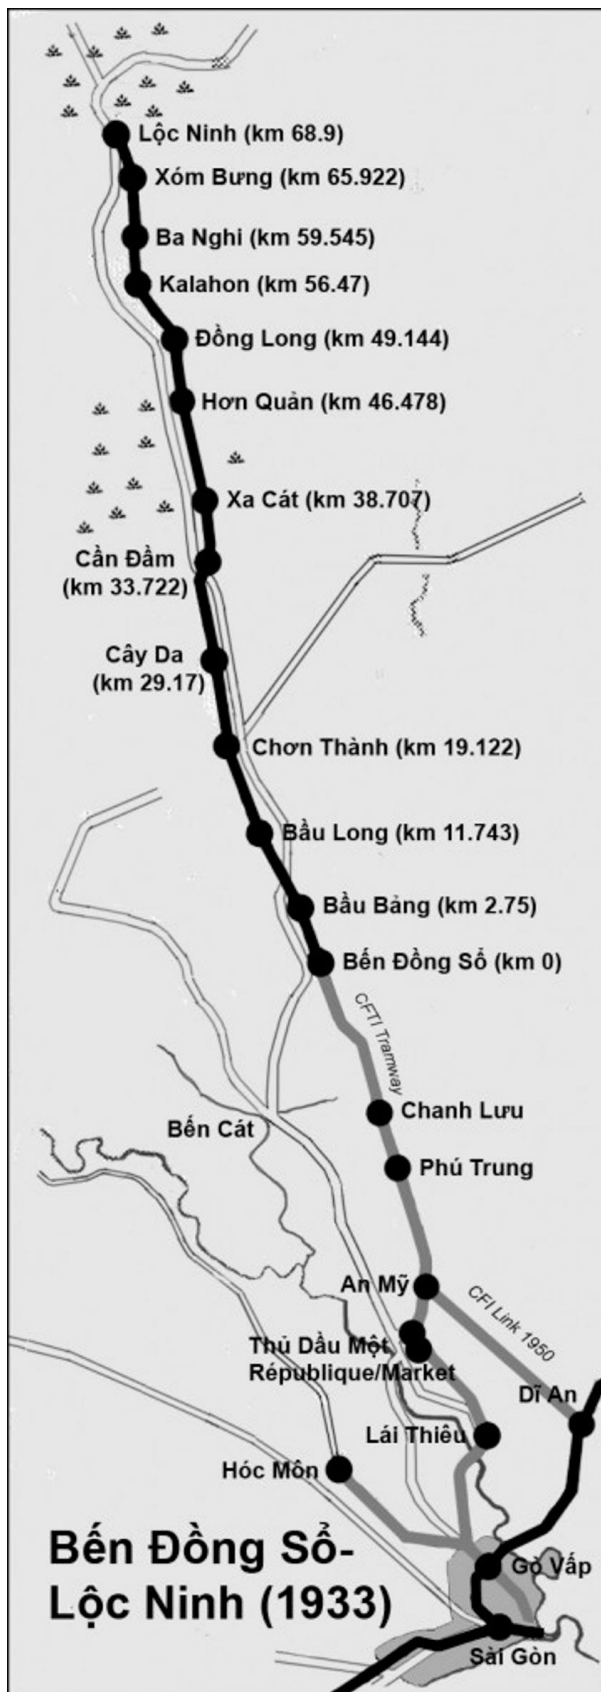 Lộc Ninh (km 68.9)
Xóm Bưng (km 65.922)
Ba Nghi (km 59.545)
Kalahon (km 56.47)
Đồng Long (km 49.144)
Hơn Quản (km 46.478)
Xa Cát (km 38.707)
Cần Đầm
(km 33.722)
Cây Da
(km 29.17)
Chơn Thành (km 19.122)
Bầu Long (km 11.743)
Bầu Bảng (km 2.75)
Bến Đồng Sổ (km 0)
CFTI Tramway
Chanh Lưu
Bến Cát
Phú Trung
An Mỹ
CFI Link 1950
Thủ Dầu Một
République/Market
Dĩ An
Lái Thiêu
Hóc Môn
Bến Đồng Sổ-
Lộc Ninh (1933)
Gò Vấp
Sài Gòn